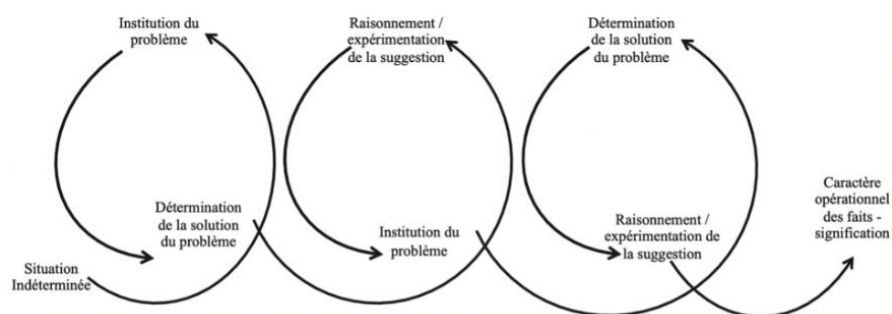 Institution du
problème
Raisonnement /
expérimentation
de la suggestion
Détermination
de la solution
du problème
Détermination
de la solution
du problème
Situation
Indéterminée
Institution du
problème
Raisonnement /
expérimentation de
la suggestion
Caractère
opérationnel
des faits -
signification